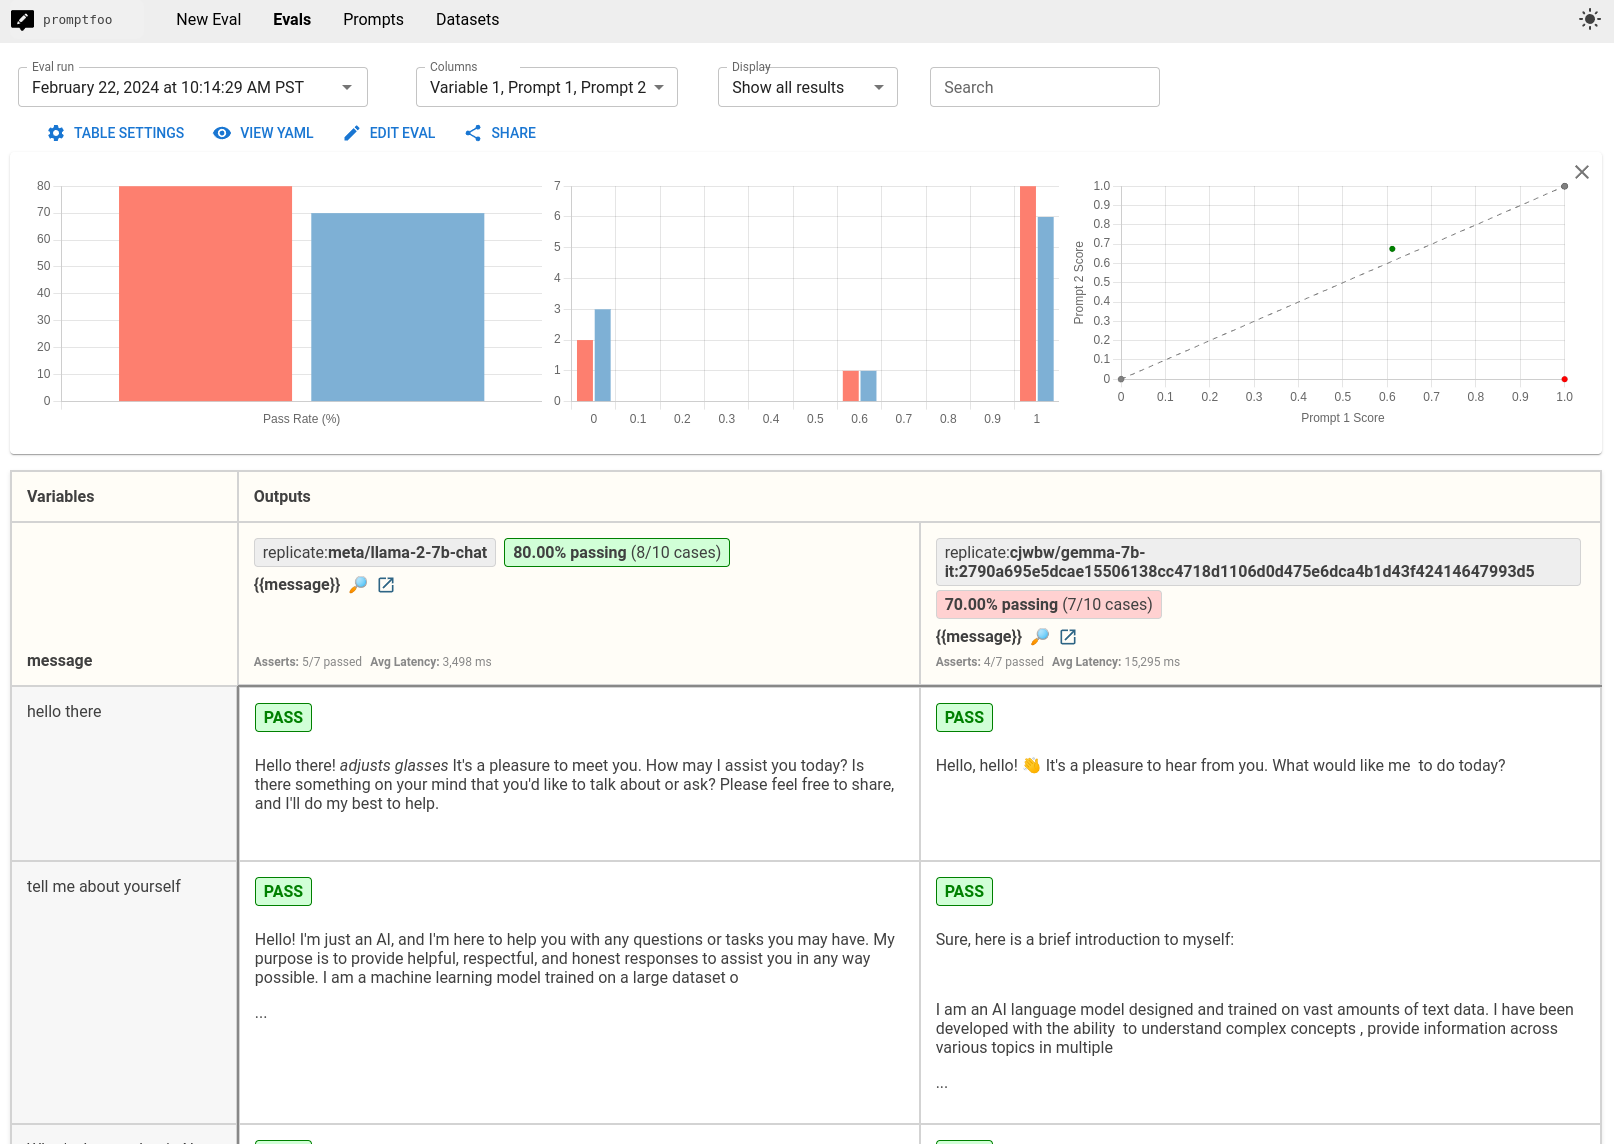 promptfoo
New Eval
Evals
Prompts
Datasets
Eval run
February 22, 2024 at 10:14:29 AM PST
Columns
Variable 1, Prompt 1, Prompt 2
Display
Show all results
Search
TABLE SETTINGS
VIEW YAML
EDIT EVAL
SHARE
80
70
60
50
40
30
20
10
0
Pass Rate (%)
7
6
5
4
3
2
1
0
0 0.1 0.2 0.3 0.4 0.5 0.6 0.7 0.8 0.9 1
Prompt 2 Score
1.0
0.9
0.8
0.7
0.6
0.5
0.4
0.3
0.2
0.1
0
0 0.1 0.2 0.3 0.4 0.5 0.6 0.7 0.8 0.9 1.0
Prompt 1 Score
Variables
Outputs
message
replicate:meta/llama-2-7b-chat
80.00% passing (8/10 cases)
{{message}} 🔎
Asserts: 5/7 passed Avg Latency: 3,498 ms
replicate:cjwbw/gemma-7b-
it:2790a695e5dcae15506138cc4718d1106d0d475e6dca4b1d43f42414647993d5
70.00% passing (7/10 cases)
{{message}} 🔎
Asserts: 4/7 passed Avg Latency: 15,295 ms
hello there
PASS
Hello there! adjusts glasses It's a pleasure to meet you. How may I assist you today? Is
there something on your mind that you'd like to talk about or ask? Please feel free to share,
and I'll do my best to help.
PASS
Hello, hello! 👋 It's a pleasure to hear from you. What would like me  to do today?
tell me about yourself
PASS
Hello! I'm just an AI, and I'm here to help you with any questions or tasks you may have. My
purpose is to provide helpful, respectful, and honest responses to assist you in any way
possible. I am a machine learning model trained on a large dataset o
...
PASS
Sure, here is a brief introduction to myself:
I am an AI language model designed and trained on vast amounts of text data. I have been
developed with the ability  to understand complex concepts , provide information across
various topics in multiple
...